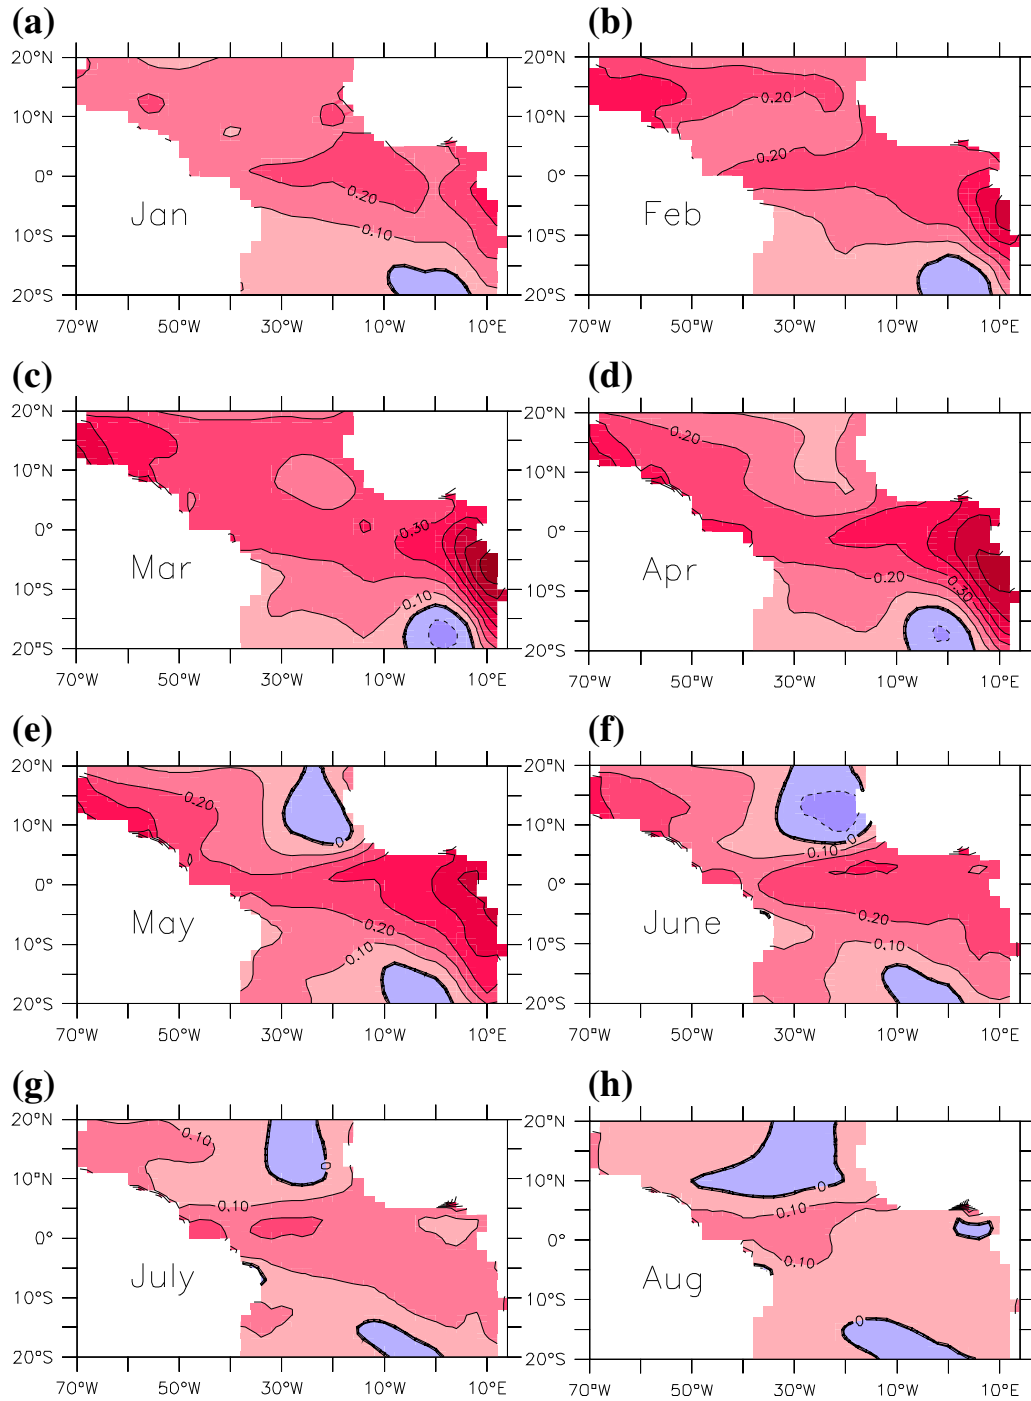 (a) (b)
20°N 20°N
10°N 0.20 10°N
0.20
0° 0.20 0°
Jan 0.10 Feb
10°S 10°S
20°S 20°S
70°W 50°W 30°W 10°W 10°E 70°W 50°W 30°W 10°W 10°E
(c) (d)
20°N 20°N
0.20
10°N 10°N
0° 0.30 0°
Mar Apr 0.20
10°S 0.10 10°S 0.30
20°S 20°S
70°W 50°W 30°W 10°W 10°E 70°W 50°W 30°W 10°W 10°E
(e) (f)
20°N 20°N
0.20
10°N 10°N
0 0.10 0
0° 0°
May 0.20 June 0.20
10°S 0.10 10°S 0.10
20°S 20°S
70°W 50°W 30°W 10°W 10°E 70°W 50°W 30°W 10°W 10°E
(g) (h)
20°N 0.10 20°N
0
10°N 10°N 0
0.10 0.10
0° 0°
0.10
July Aug
10°S 10°S
0
20°S 20°S
70°W 50°W 30°W 10°W 10°E 70°W 50°W 30°W 10°W 10°E